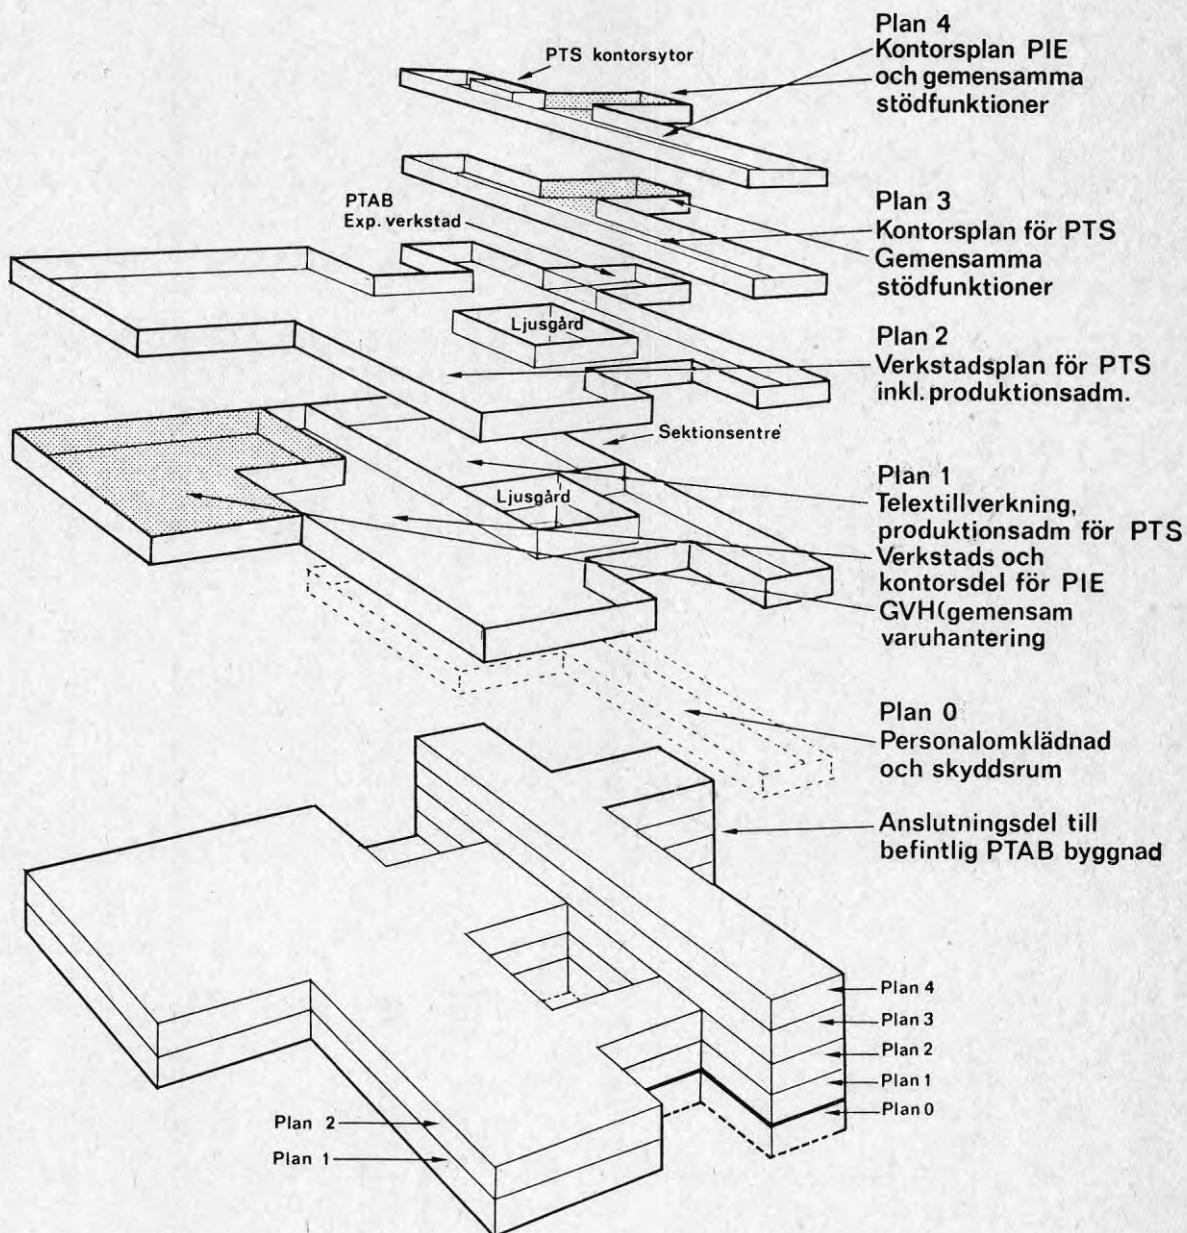 Plan 4
Kontorsplan PIE
och gemensamma
stödfunktioner
PTS kontorsytor
Plan 3
Kontorsplan för PTS
Gemensamma
stödfunktioner
PTAB
Exp. verkstad
Ljusgård
Plan 2
Verkstadsplan för PTS
inkl. produktionsadm.
Sektionsentre'
Ljusgård
Plan 1
Telextillverkning,
produktionsadm för PTS
Verkstads och
kontorsdel för PIE
GVH(gemensam
varuhantering
Plan 0
Personalomklädnad
och skyddsrum
Anslutningsdel till
befintlig PTAB byggnad
Plan 4
Plan 3
Plan 2
Plan 1
Plan 0
Plan 2
Plan 1